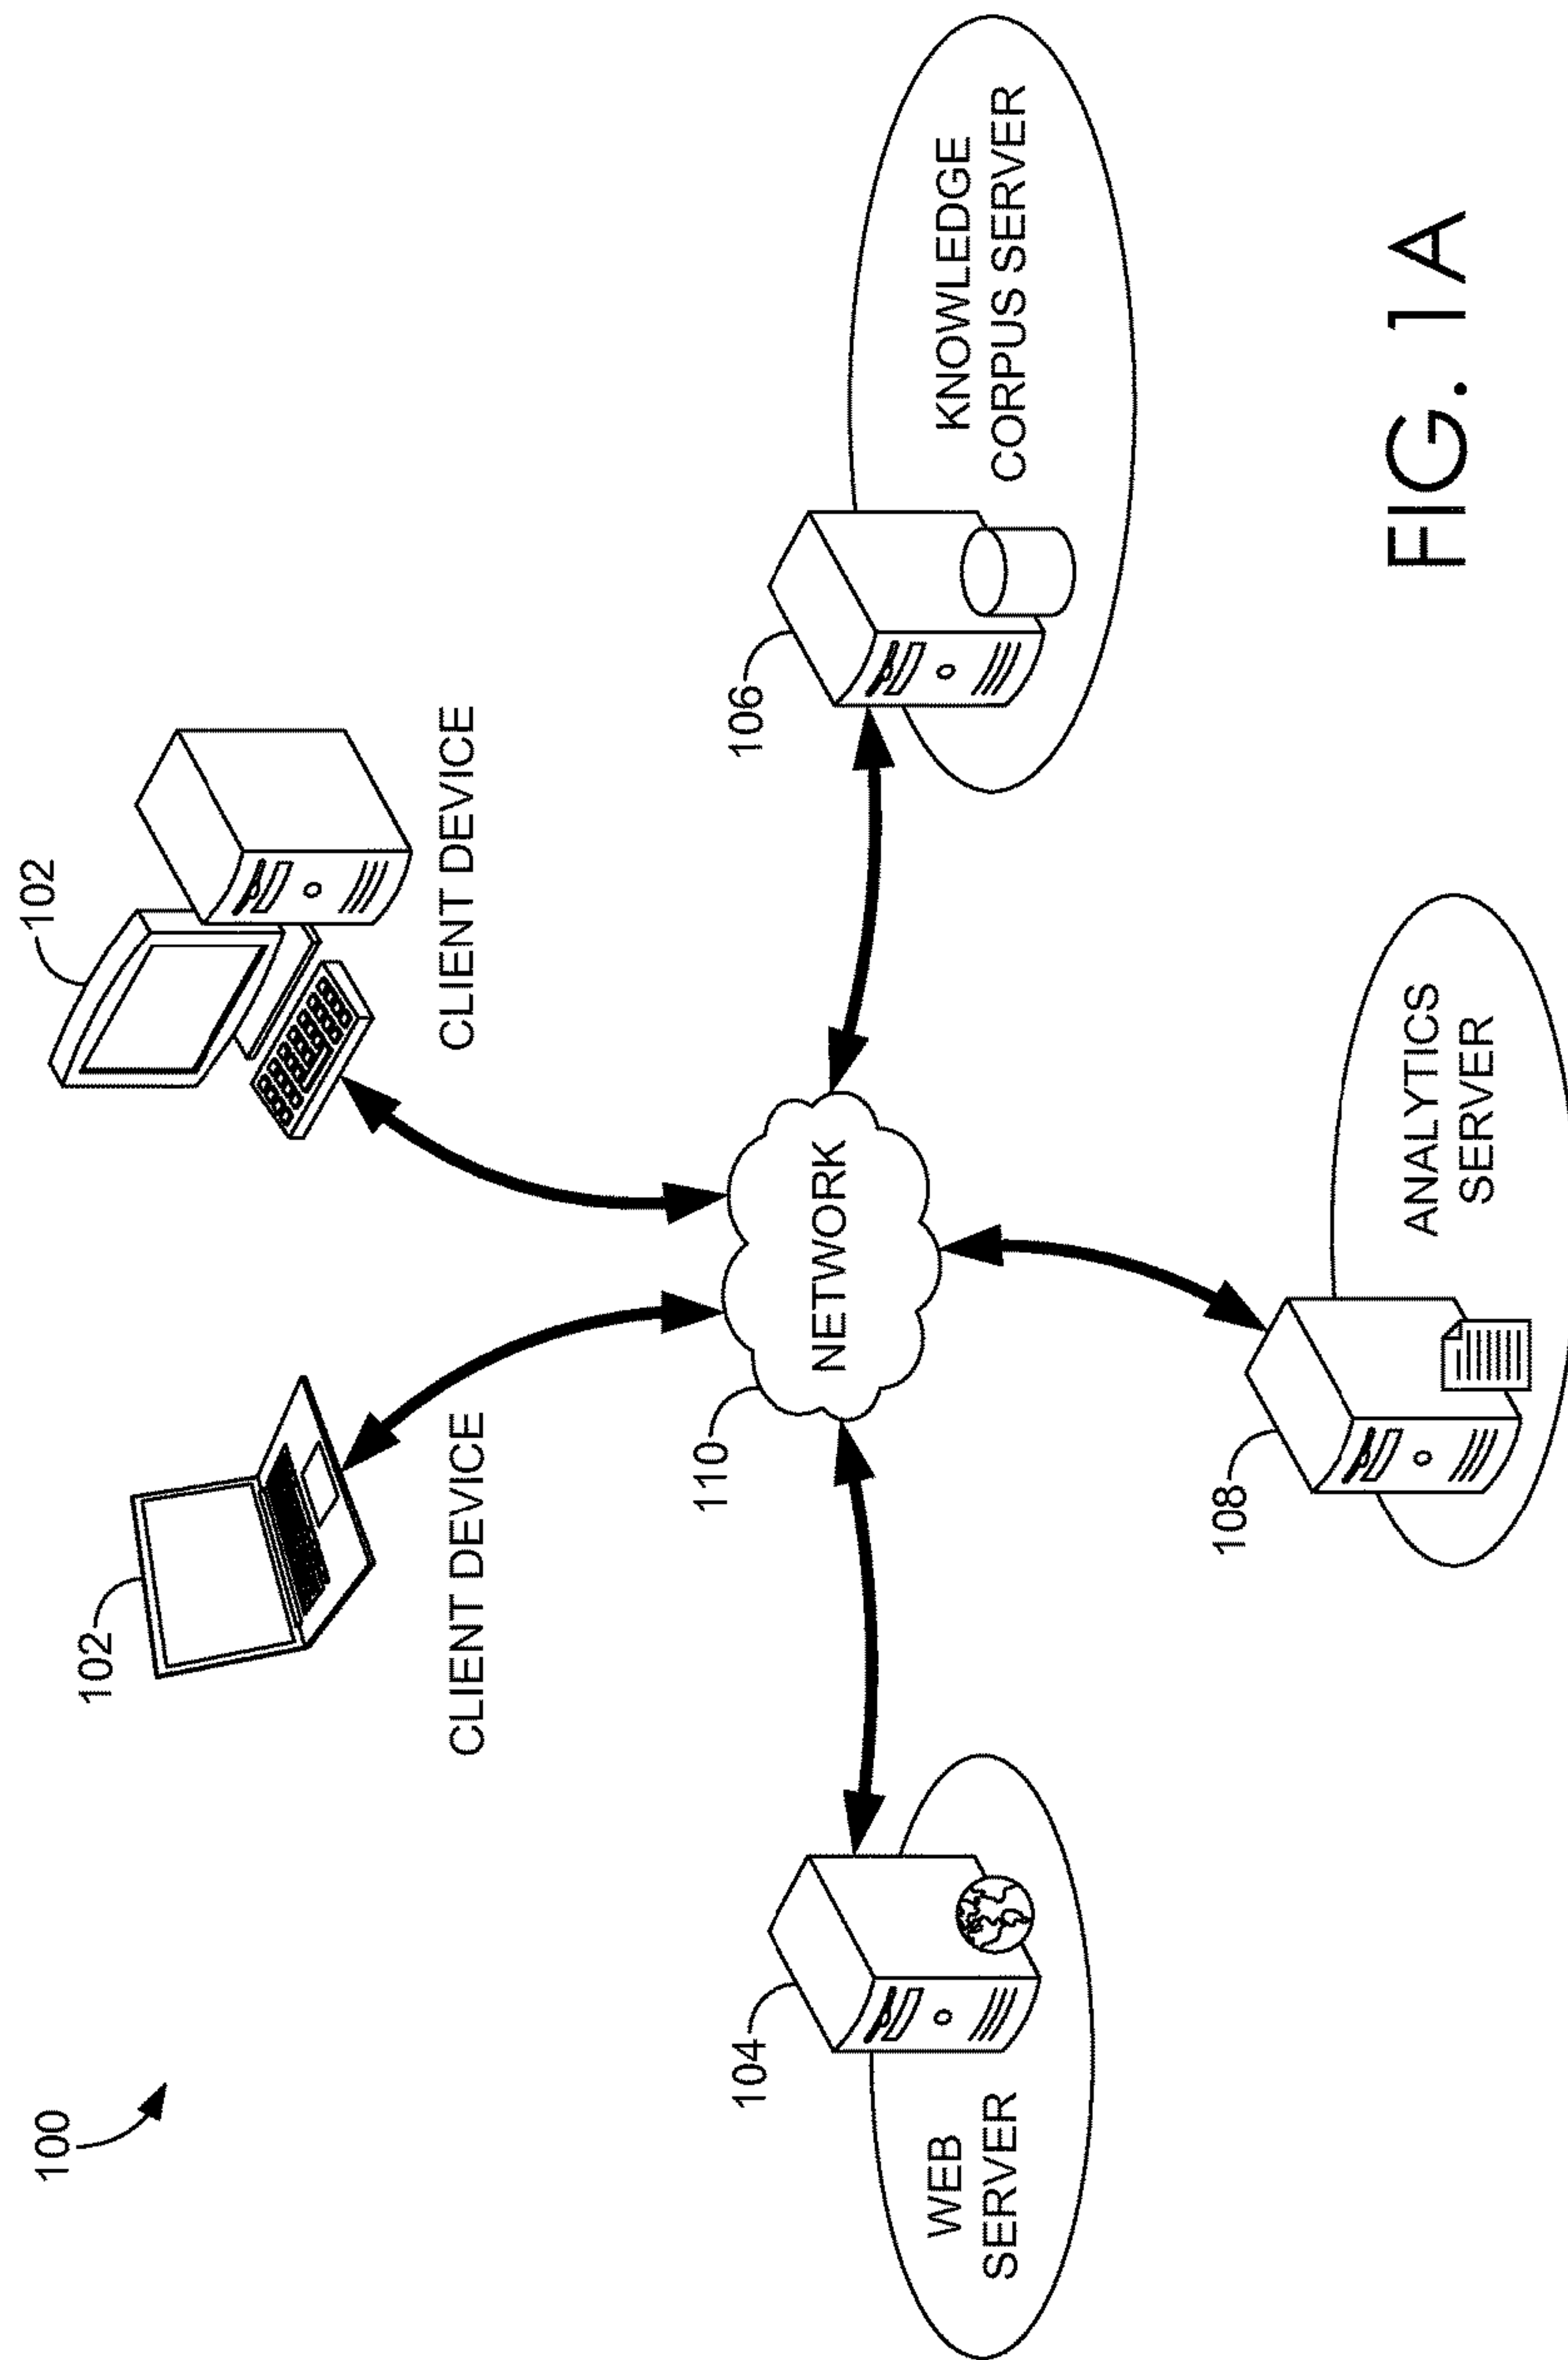 100
102
CLIENT DEVICE
102
CLIENT DEVICE
110
NETWORK
104
WEB
SERVER
106
KNOWLEDGE
CORPUS SERVER
108
ANALYTICS
SERVER
FIG. 1A